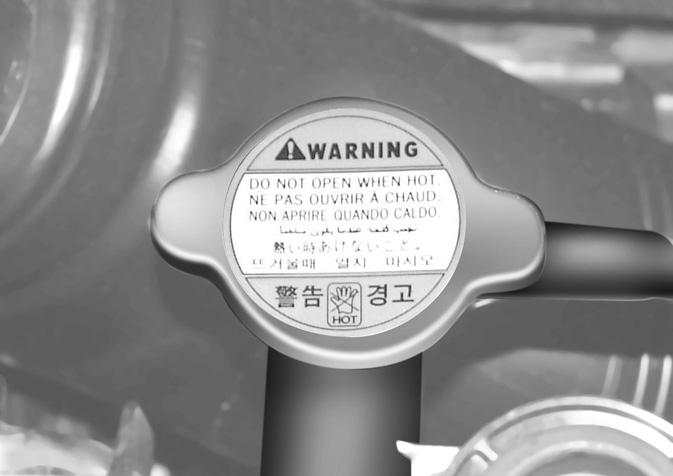 WARNING
DO NOT OPEN WHEN HOT.
NE PAS OUVRIR À CHAUD.
NON APRIRE QUANDO CALDO.
熱い時あけないこと。
뜨거울때 열지 마시오
警告 경고
HOT